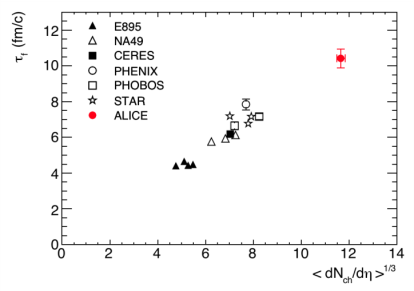 τf (fm/c)
12
10
8
6
4
2
0
E895
NA49
CERES
PHENIX
PHOBOS
STAR
ALICE
0 2 4 6 8 10 12 14
< dNch/dη >1/3